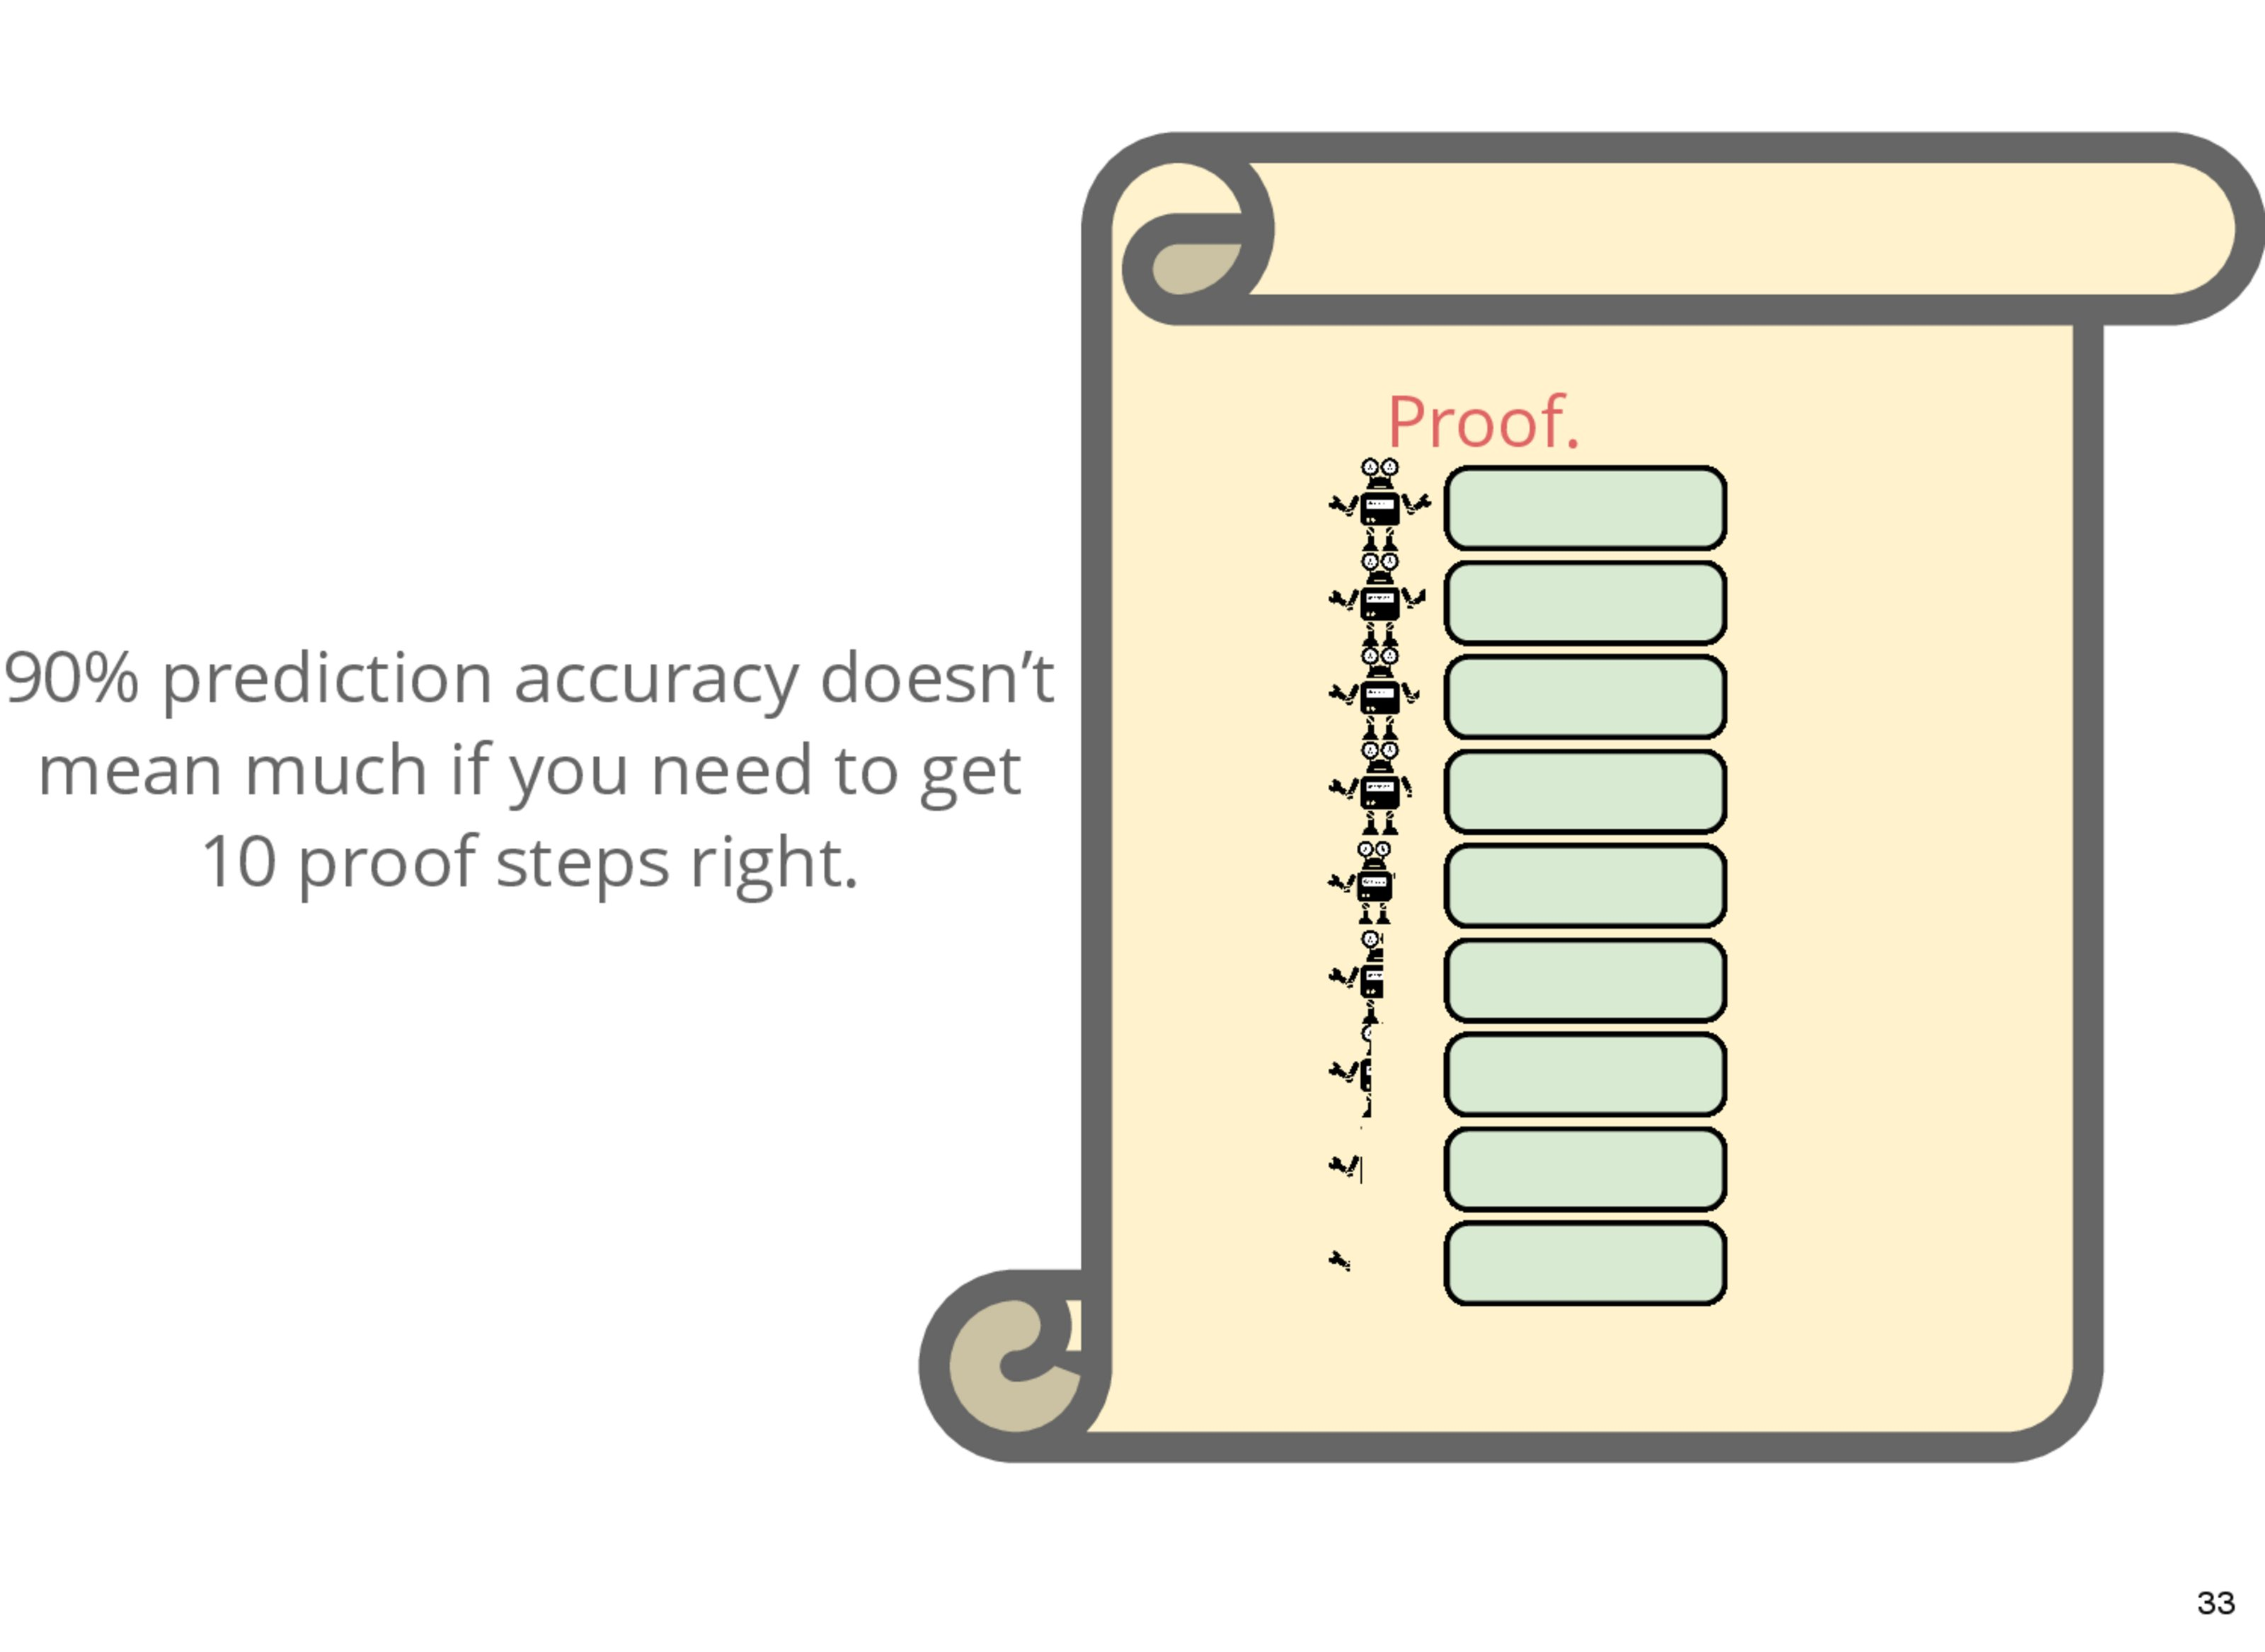 90% prediction accuracy doesn’t
mean much if you need to get
10 proof steps right.
Proof.
33